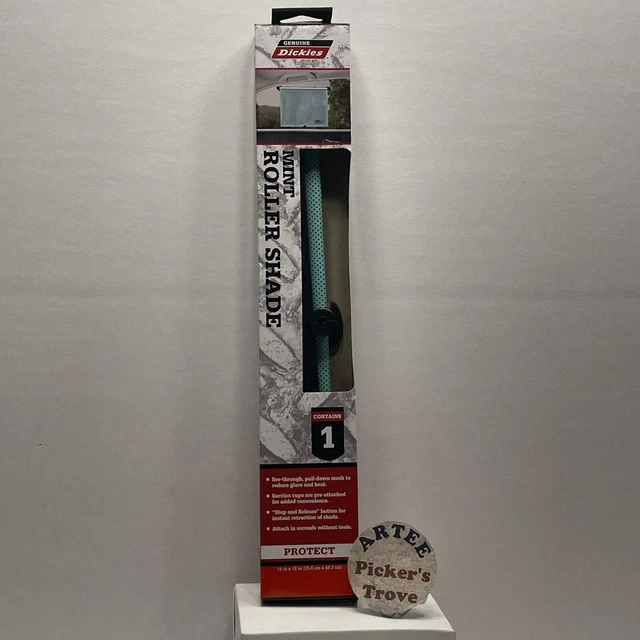 GENUINE
Dickies
MINT
ROLLER SHADE
CONTAINS
1
See-through, pull-down mesh to
reduce glare and heat.
Suction cups are pre-attached
for added convenience.
"Stop and Release" button for
instant retraction of shade.
Attach in seconds without tools.
PROTECT
ARTEE
Picker's
Trove